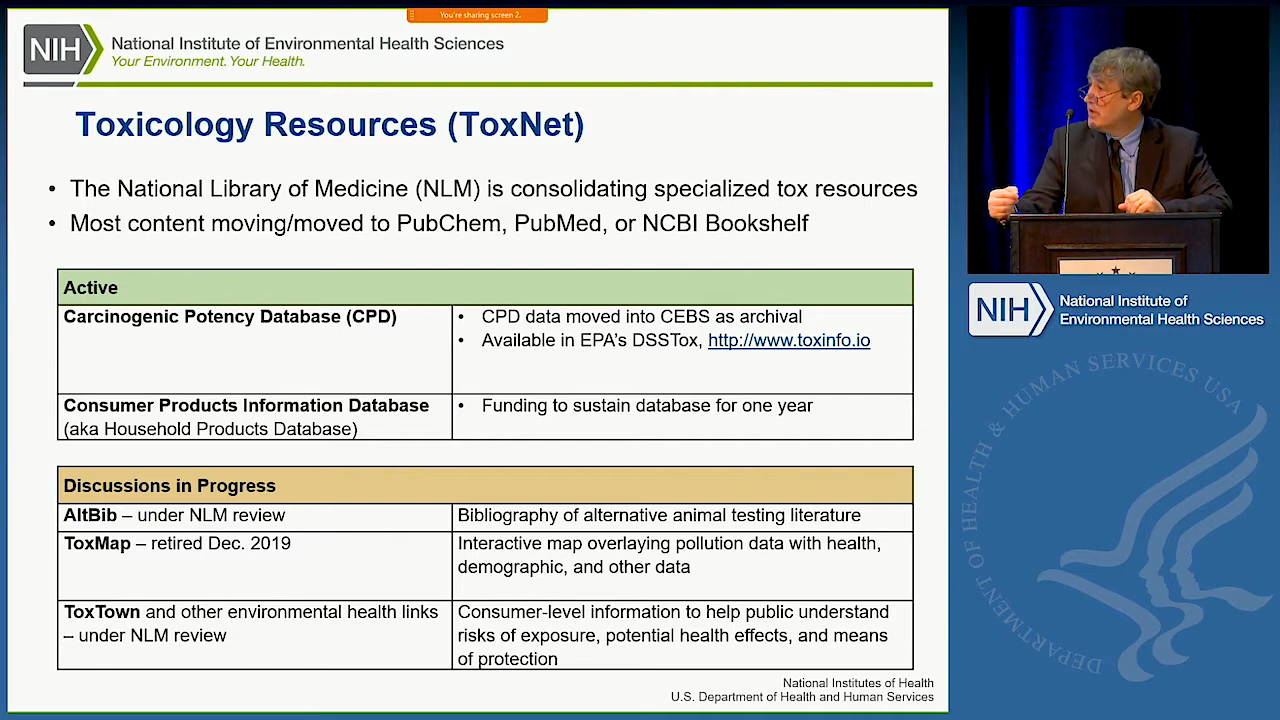 You're sharing screen 2.
NIH
National Institute of Environmental Health Sciences
Your Environment. Your Health.
Toxicology Resources (ToxNet)
• The National Library of Medicine (NLM) is consolidating specialized tox resources
• Most content moving/moved to PubChem, PubMed, or NCBI Bookshelf
Active
Carcinogenic Potency Database (CPD)
• CPD data moved into CEBS as archival
• Available in EPA's DSSTox, http://www.toxinfo.io
Consumer Products Information Database
(aka Household Products Database)
• Funding to sustain database for one year
Discussions in Progress
AltBib – under NLM review
Bibliography of alternative animal testing literature
ToxMap – retired Dec. 2019
Interactive map overlaying pollution data with health,
demographic, and other data
ToxTown and other environmental health links
– under NLM review
Consumer-level information to help public understand
risks of exposure, potential health effects, and means
of protection
National Institutes of Health
U.S. Department of Health and Human Services
NIH
National Institute of
Environmental Health Sciences
DEPARTMENT OF HEALTH & HUMAN SERVICES USA